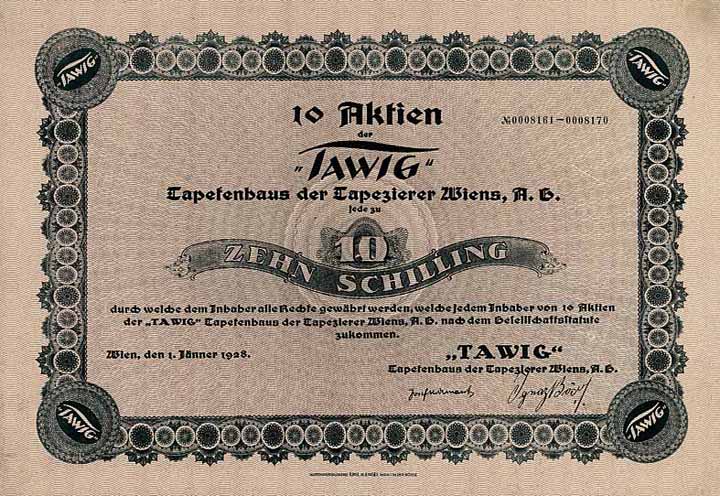 TAWIG
TAWIG
10 Aktien
№0008161—0008170
der
„TAWIG“
Tapetenhaus der Tapezierer Wiens, A. G.
jede zu
10
ZEHN SCHILLING
durch welche dem Inhaber alle Rechte gewährt werden, welche jedem Inhaber von 10 Aktien
der „TAWIG“ Tapetenhaus der Tapezierer Wiens, A. G. nach dem Gesellschaftsstatute
zukommen.
Wien, den 1. Jänner 1928.
„TAWIG“
Tapetenhaus der Tapezierer Wiens, A. G.
TAWIG
TAWIG